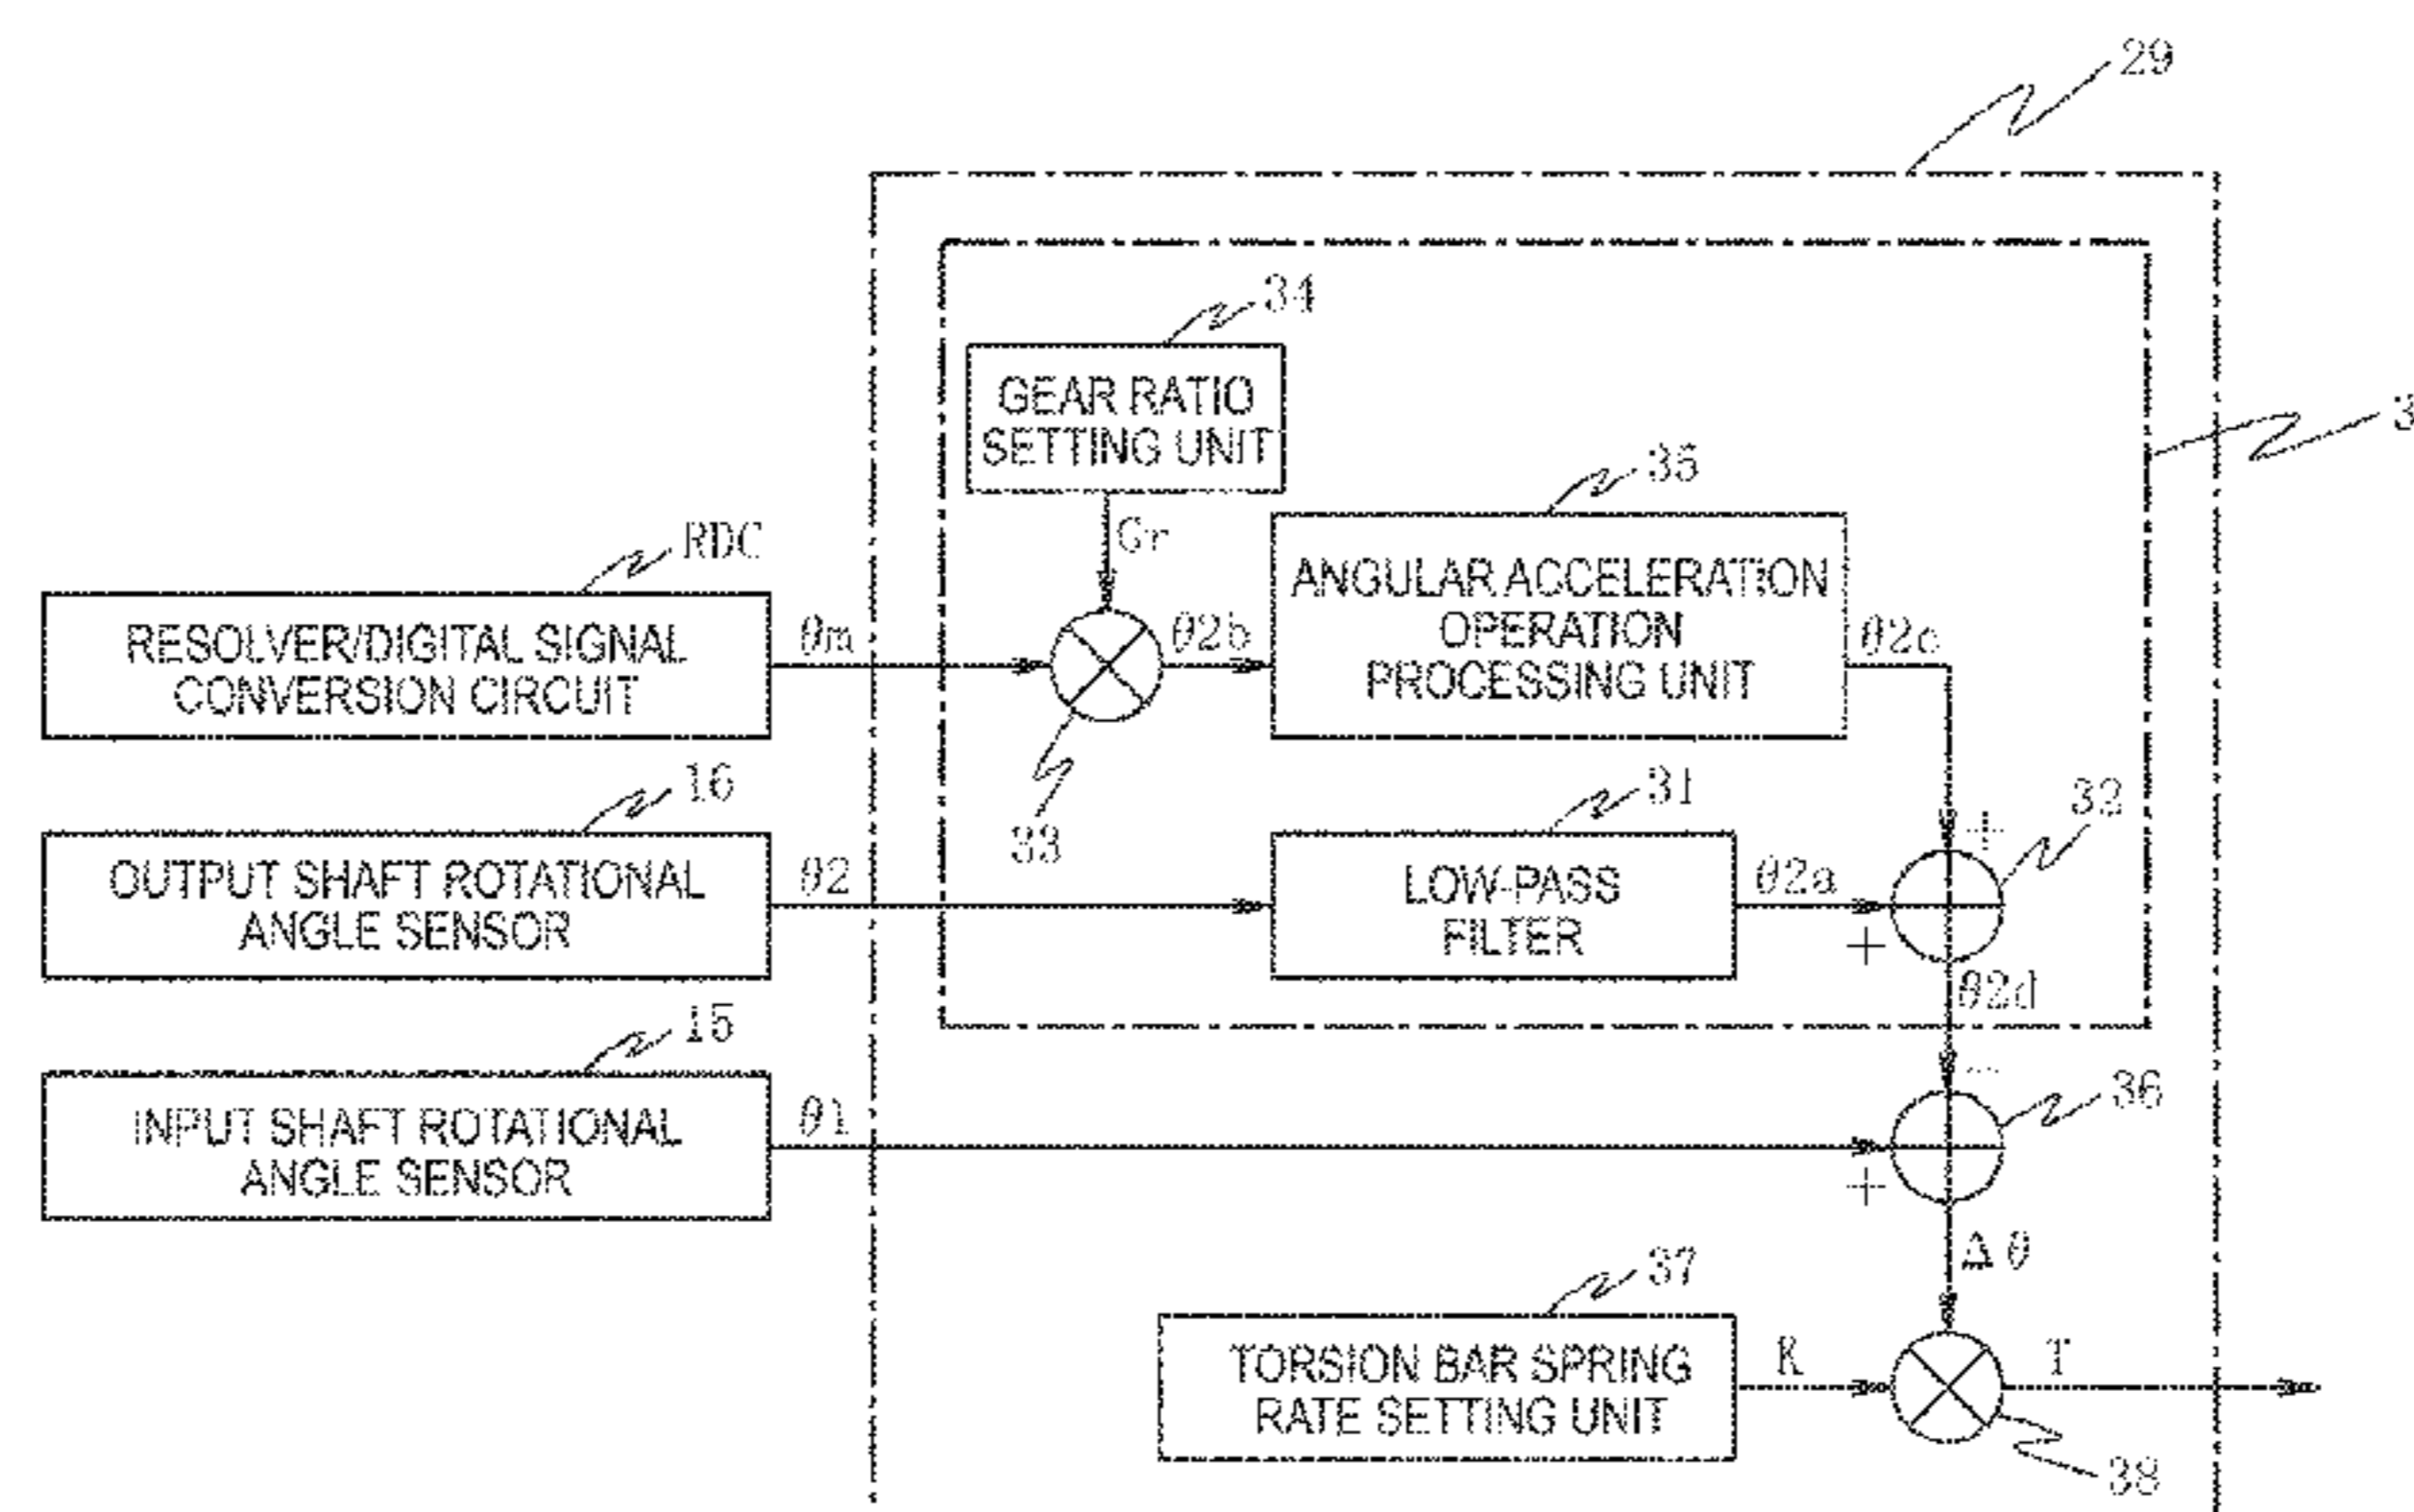 29
34
GEAR RATIO
SETTING UNIT
3
35
Gr
RDC
ANGULAR ACCELERATION
OPERATION
PROCESSING UNIT
RESOLVER/DIGITAL SIGNAL
CONVERSION CIRCUIT
θm
θ2b
θ2c
33
16
31
32
+
OUTPUT SHAFT ROTATIONAL
ANGLE SENSOR
θ2
LOW-PASS
FILTER
θ2a
+
θ2d
15
−
36
INPUT SHAFT ROTATIONAL
ANGLE SENSOR
θ1
+
Δθ
37
TORSION BAR SPRING
RATE SETTING UNIT
K
T
38